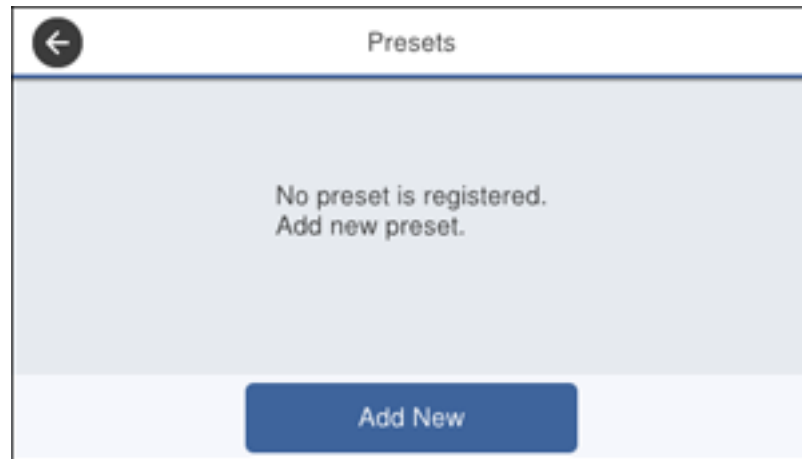 Presets
No preset is registered.
Add new preset.
Add New